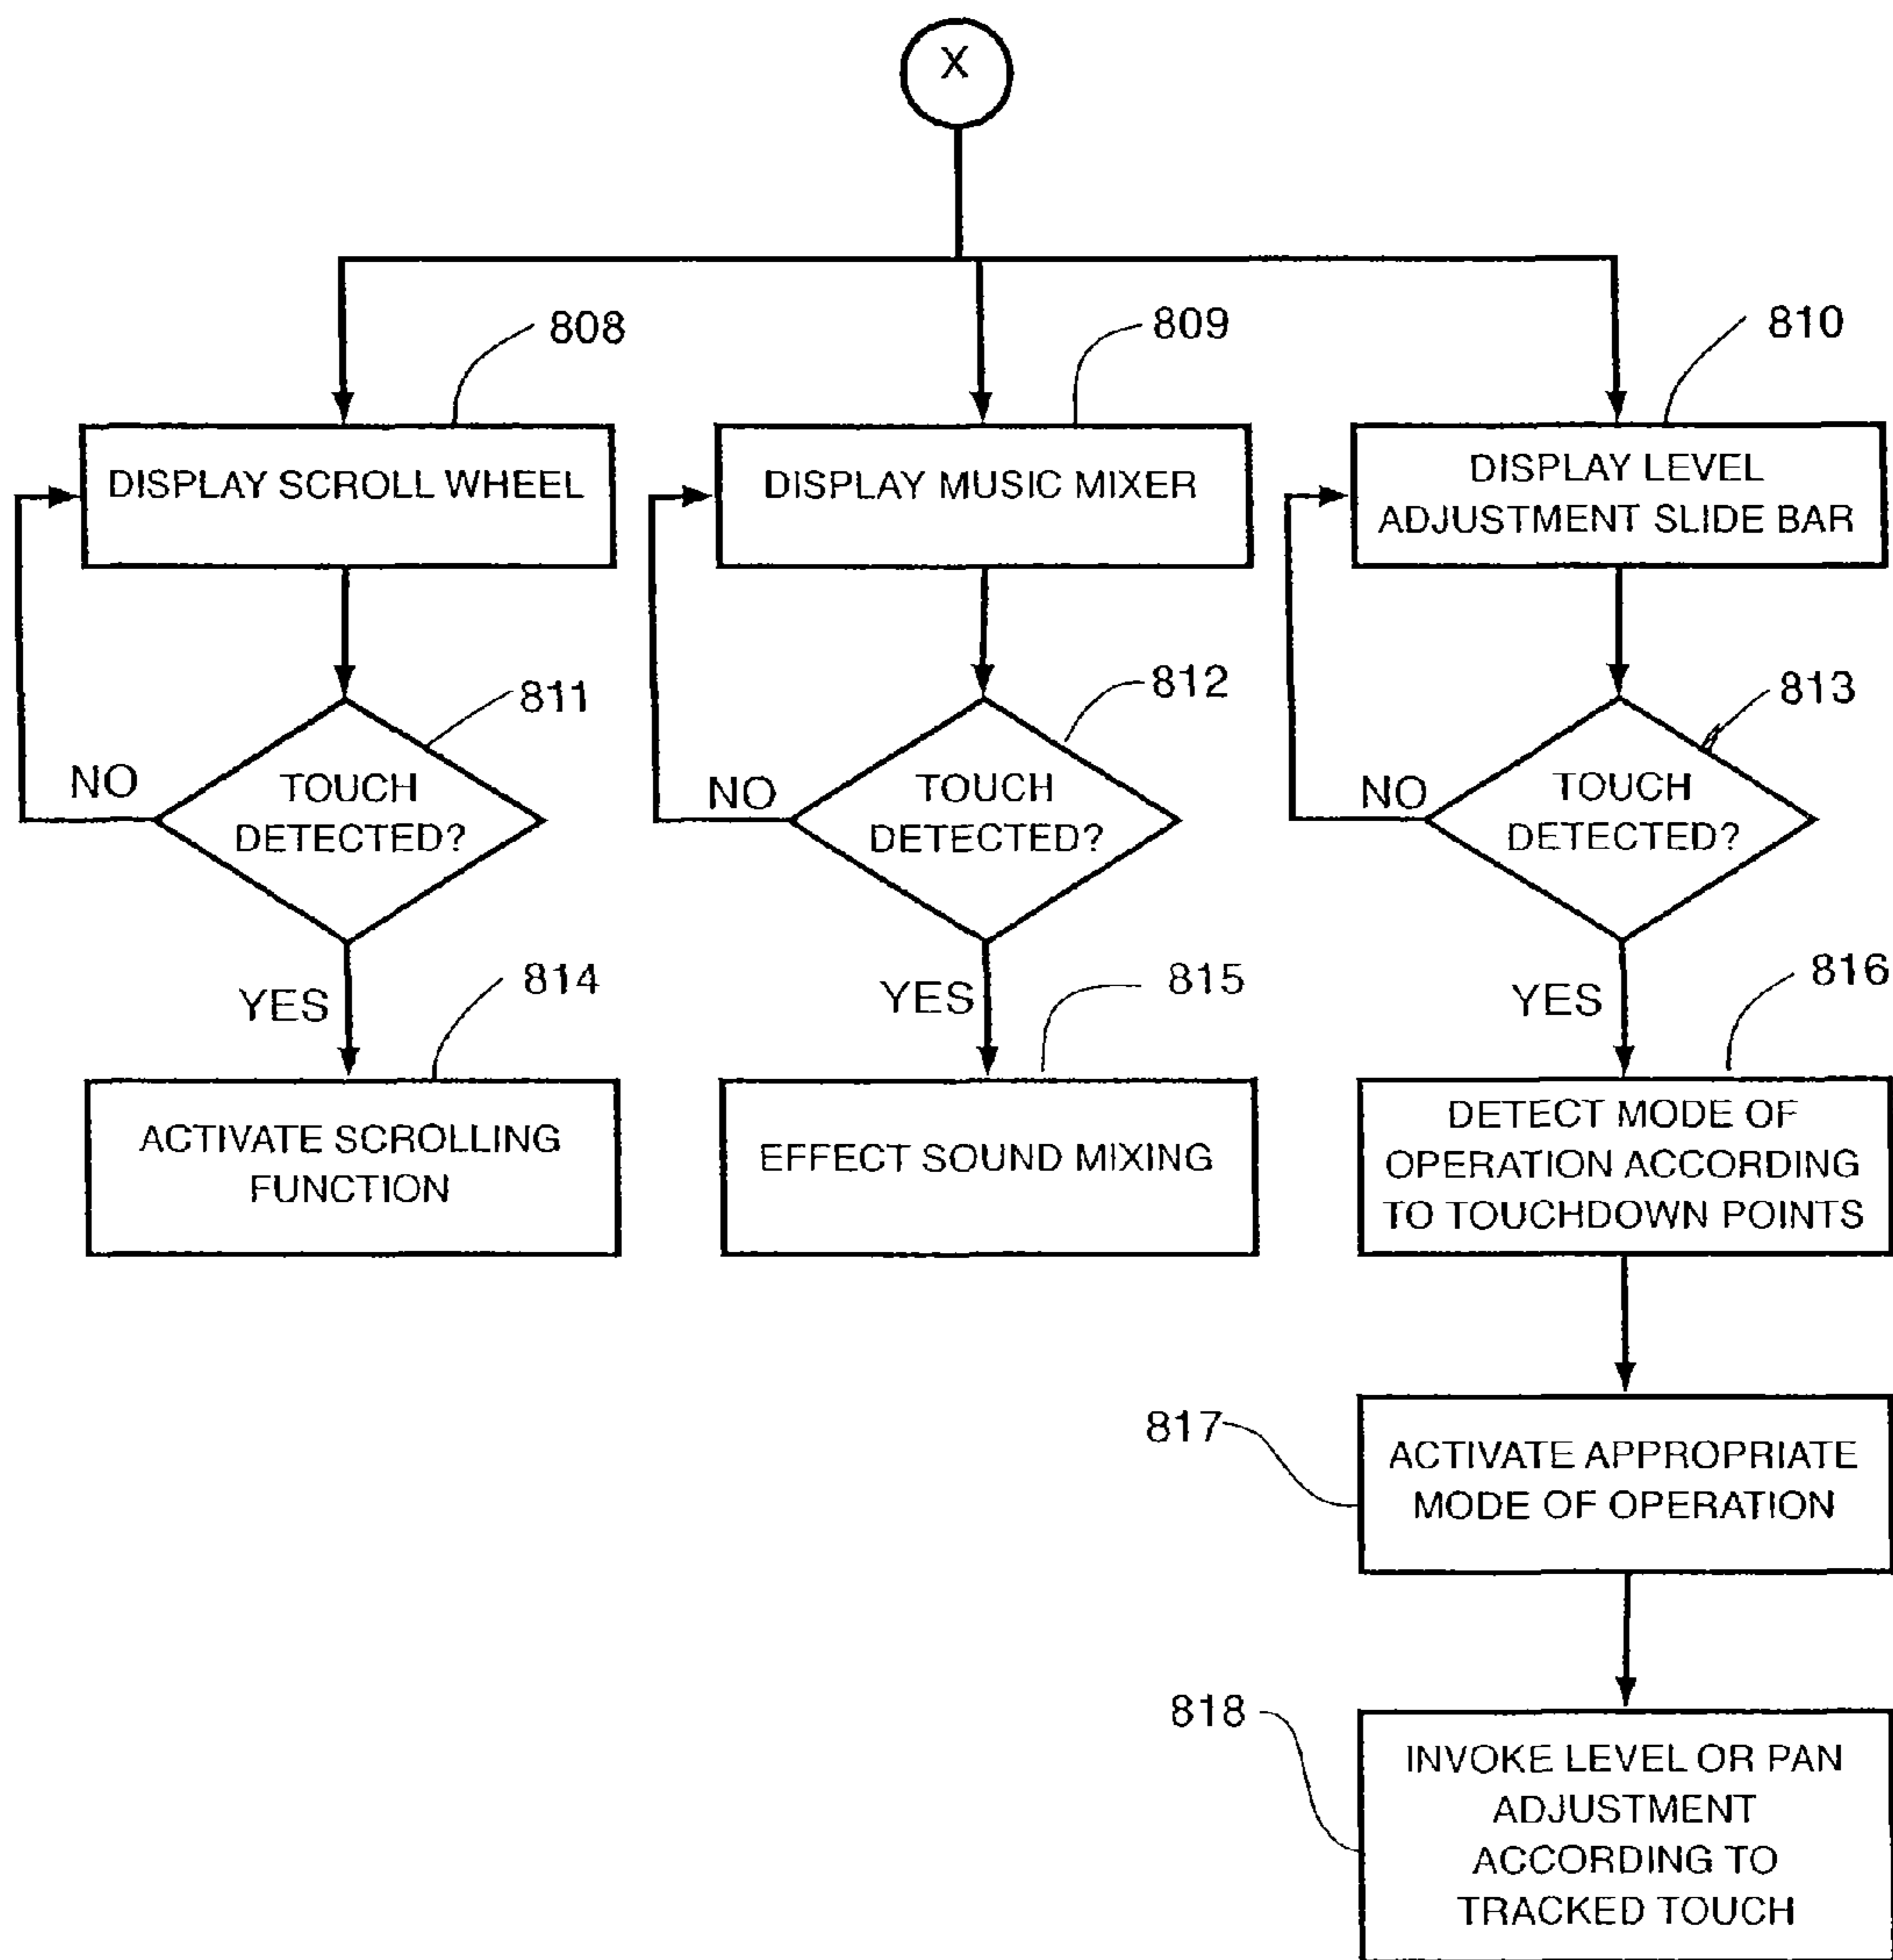 X
808
809
810
DISPLAY SCROLL WHEEL
DISPLAY MUSIC MIXER
DISPLAY LEVEL
ADJUSTMENT SLIDE BAR
811
812
813
NO
TOUCH
DETECTED?
NO
TOUCH
DETECTED?
NO
TOUCH
DETECTED?
YES
814
YES
815
YES
816
ACTIVATE SCROLLING
FUNCTION
EFFECT SOUND MIXING
DETECT MODE OF
OPERATION ACCORDING
TO TOUCHDOWN POINTS
817
ACTIVATE APPROPRIATE
MODE OF OPERATION
818
INVOKE LEVEL OR PAN
ADJUSTMENT
ACCORDING TO
TRACKED TOUCH